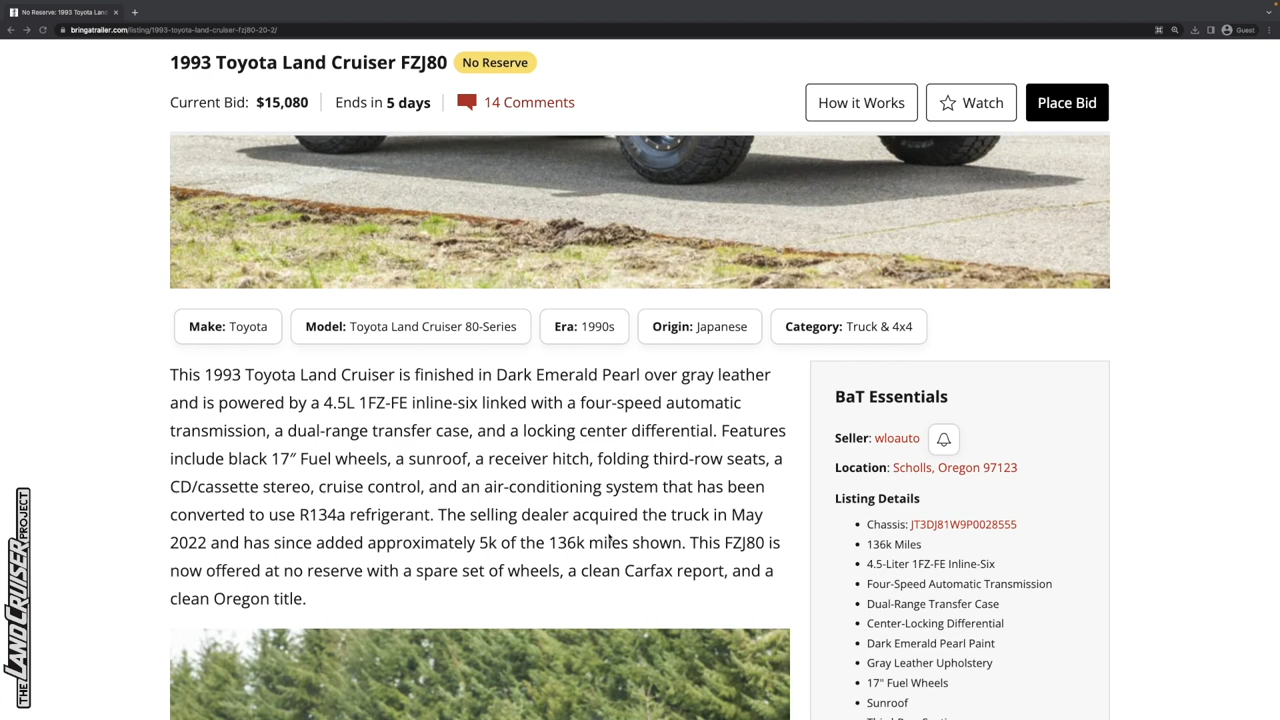 No Reserve: 1993 Toyota Land
bringatrailer.com/listing/1993-toyota-land-cruiser-fzj80-20-2/
Guest
1993 Toyota Land Cruiser FZJ80 No Reserve
Current Bid: $15,080 Ends in 5 days 14 Comments
How it Works Watch Place Bid
Make: Toyota Model: Toyota Land Cruiser 80-Series Era: 1990s Origin: Japanese Category: Truck & 4x4
This 1993 Toyota Land Cruiser is finished in Dark Emerald Pearl over gray leather
and is powered by a 4.5L 1FZ-FE inline-six linked with a four-speed automatic
transmission, a dual-range transfer case, and a locking center differential. Features
include black 17″ Fuel wheels, a sunroof, a receiver hitch, folding third-row seats, a
CD/cassette stereo, cruise control, and an air-conditioning system that has been
converted to use R134a refrigerant. The selling dealer acquired the truck in May
2022 and has since added approximately 5k of the 136k miles shown. This FZJ80 is
now offered at no reserve with a spare set of wheels, a clean Carfax report, and a
clean Oregon title.
BaT Essentials
Seller: wloauto
Location: Scholls, Oregon 97123
Listing Details
Chassis: JT3DJ81W9P0028555
136k Miles
4.5-Liter 1FZ-FE Inline-Six
Four-Speed Automatic Transmission
Dual-Range Transfer Case
Center-Locking Differential
Dark Emerald Pearl Paint
Gray Leather Upholstery
17" Fuel Wheels
Sunroof
THE LAND CRUISER PROJECT